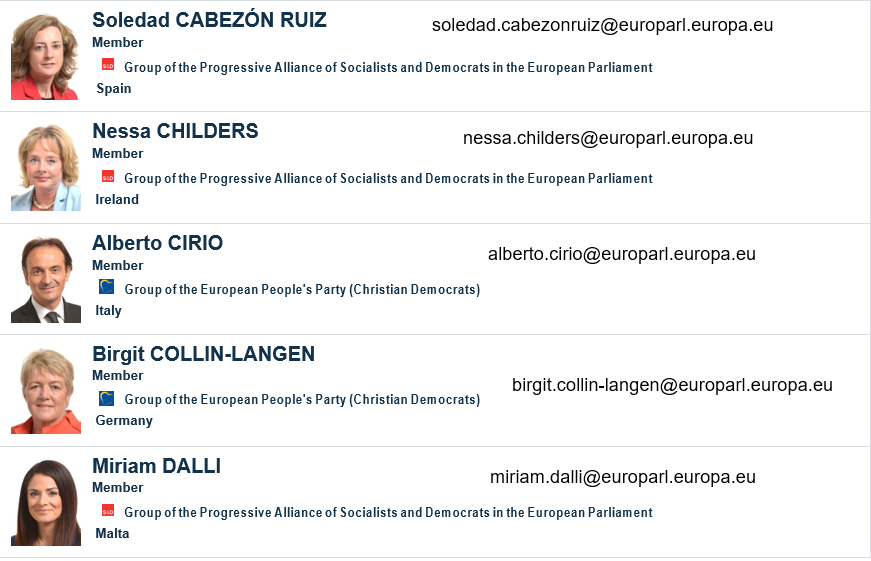 Soledad CABEZÓN RUIZ
soledad.cabezonruiz@europarl.europa.eu
Member
S&D Group of the Progressive Alliance of Socialists and Democrats in the European Parliament
Spain
Nessa CHILDERS
nessa.childers@europarl.europa.eu
Member
S&D Group of the Progressive Alliance of Socialists and Democrats in the European Parliament
Ireland
Alberto CIRIO
alberto.cirio@europarl.europa.eu
Member
Group of the European People's Party (Christian Democrats)
Italy
Birgit COLLIN-LANGEN
Member
birgit.collin-langen@europarl.europa.eu
Group of the European People's Party (Christian Democrats)
Germany
Miriam DALLI
miriam.dalli@europarl.europa.eu
Member
S&D Group of the Progressive Alliance of Socialists and Democrats in the European Parliament
Malta